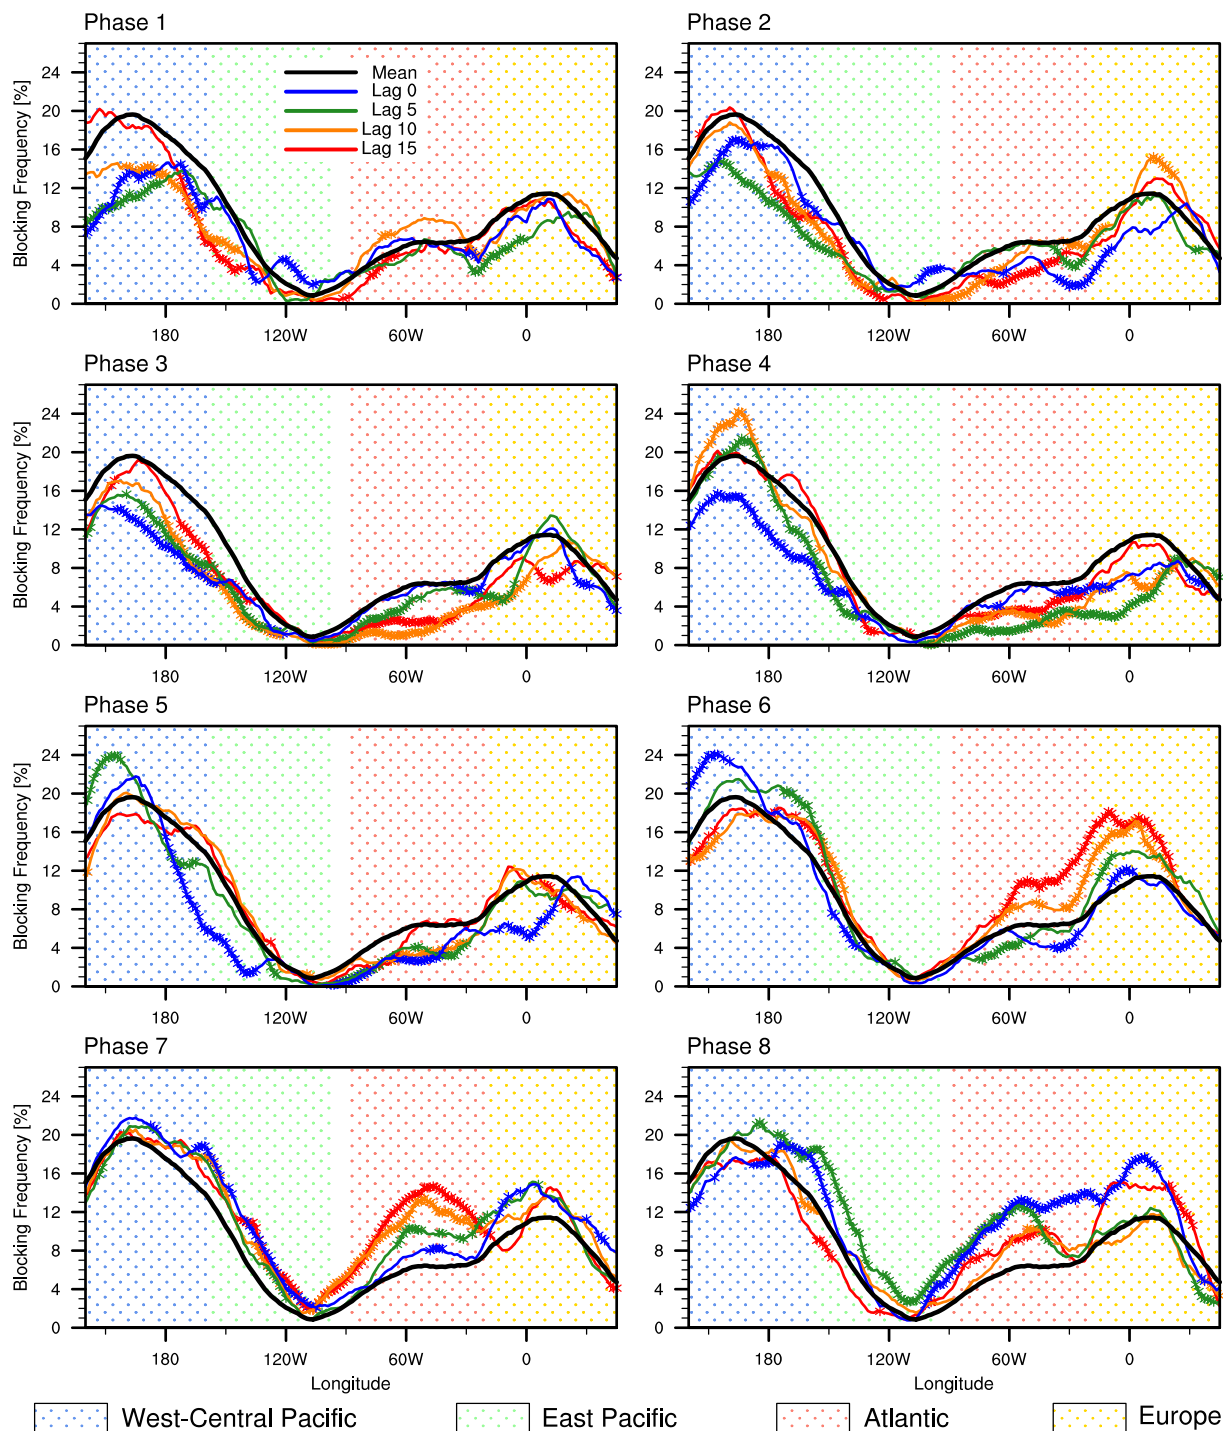 Phase 1
Phase 2
Blocking Frequency [%]
24
20
16
12
8
4
0
Mean
Lag 0
Lag 5
Lag 10
Lag 15
180
120W
60W
0
24
20
16
12
8
4
0
180
120W
60W
0
Phase 3
Phase 4
Blocking Frequency [%]
24
20
16
12
8
4
0
180
120W
60W
0
24
20
16
12
8
4
0
180
120W
60W
0
Phase 5
Phase 6
Blocking Frequency [%]
24
20
16
12
8
4
0
180
120W
60W
0
24
20
16
12
8
4
0
180
120W
60W
0
Phase 7
Phase 8
Blocking Frequency [%]
24
20
16
12
8
4
0
180
120W
60W
0
Longitude
24
20
16
12
8
4
0
180
120W
60W
0
Longitude
West-Central Pacific
East Pacific
Atlantic
Europe